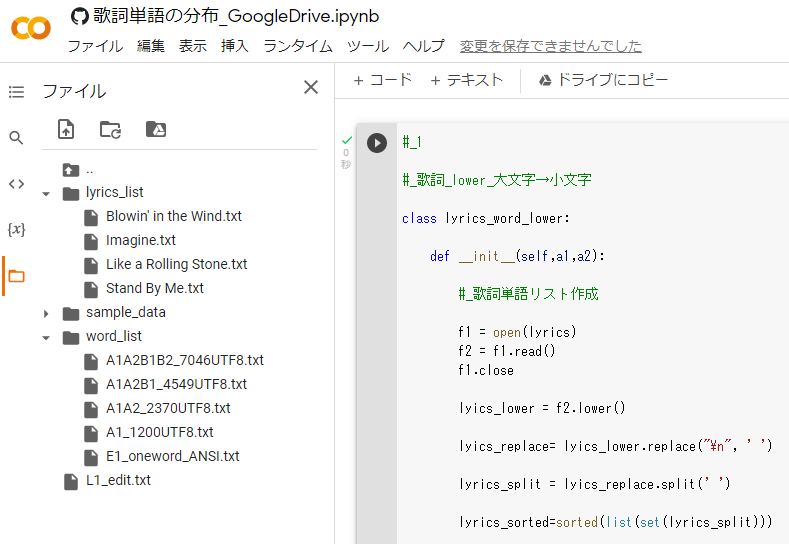 歌詞単語の分布_GoogleDrive.ipynb
ファイル 編集 表示 挿入 ランタイム ツール ヘルプ 変更を保存できませんでした
ファイル
+ コード + テキスト ドライブにコピー
..
lyrics_list
Blowin' in the Wind.txt
Imagine.txt
Like a Rolling Stone.txt
Stand By Me.txt
sample_data
word_list
A1A2B1B2_7046UTF8.txt
A1A2B1_4549UTF8.txt
A1A2_2370UTF8.txt
A1_1200UTF8.txt
E1_oneword_ANSI.txt
L1_edit.txt
{x}
0
秒
#_1
#_歌詞_lower_大文字→小文字
class lyrics_word_lower:
def __init__(self,a1,a2):
#_歌詞単語リスト作成
f1 = open(lyrics)
f2 = f1.read()
f1.close
lyics_lower = f2.lower()
lyics_replace= lyics_lower.replace("¥n", ' ')
lyrics_split = lyics_replace.split(' ')
lyrics_sorted=sorted(list(set(lyrics_split)))